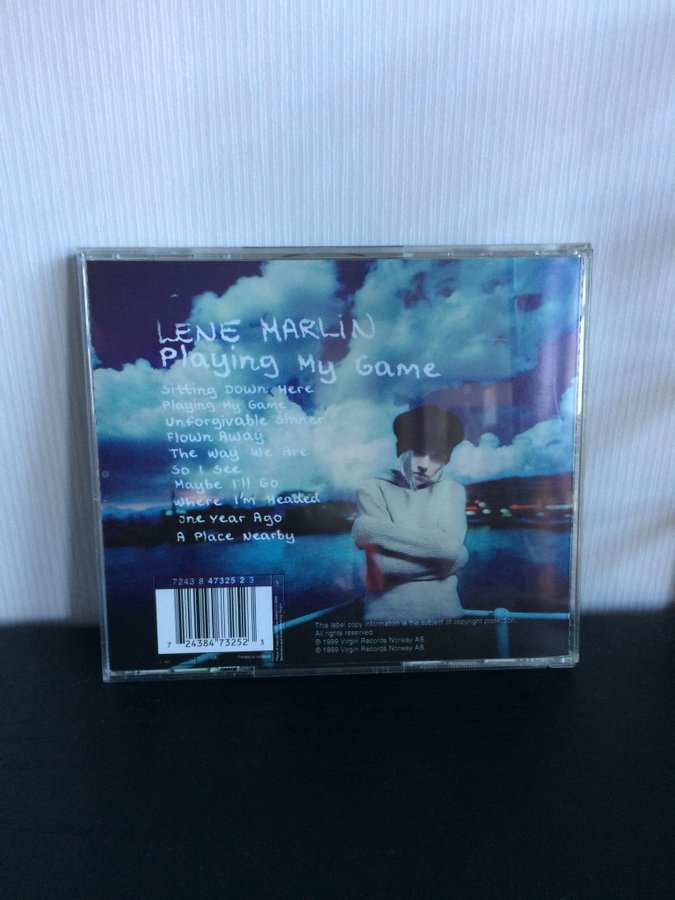 LENE MARLIN
Playing My Game
Sitting Down Here
Playing My Game
Unforgivable Sinner
Flown Away
The Way We Are
So I See
Maybe I'll Go
Where I'm Headed
One Year Ago
A Place Nearby
7243 8 47325 2 3
7 24384 73252 3
This label copy information is the subject of copyright protection.
All rights reserved.
℗ 1999 Virgin Records Norway AS.
© 1999 Virgin Records Norway AS.